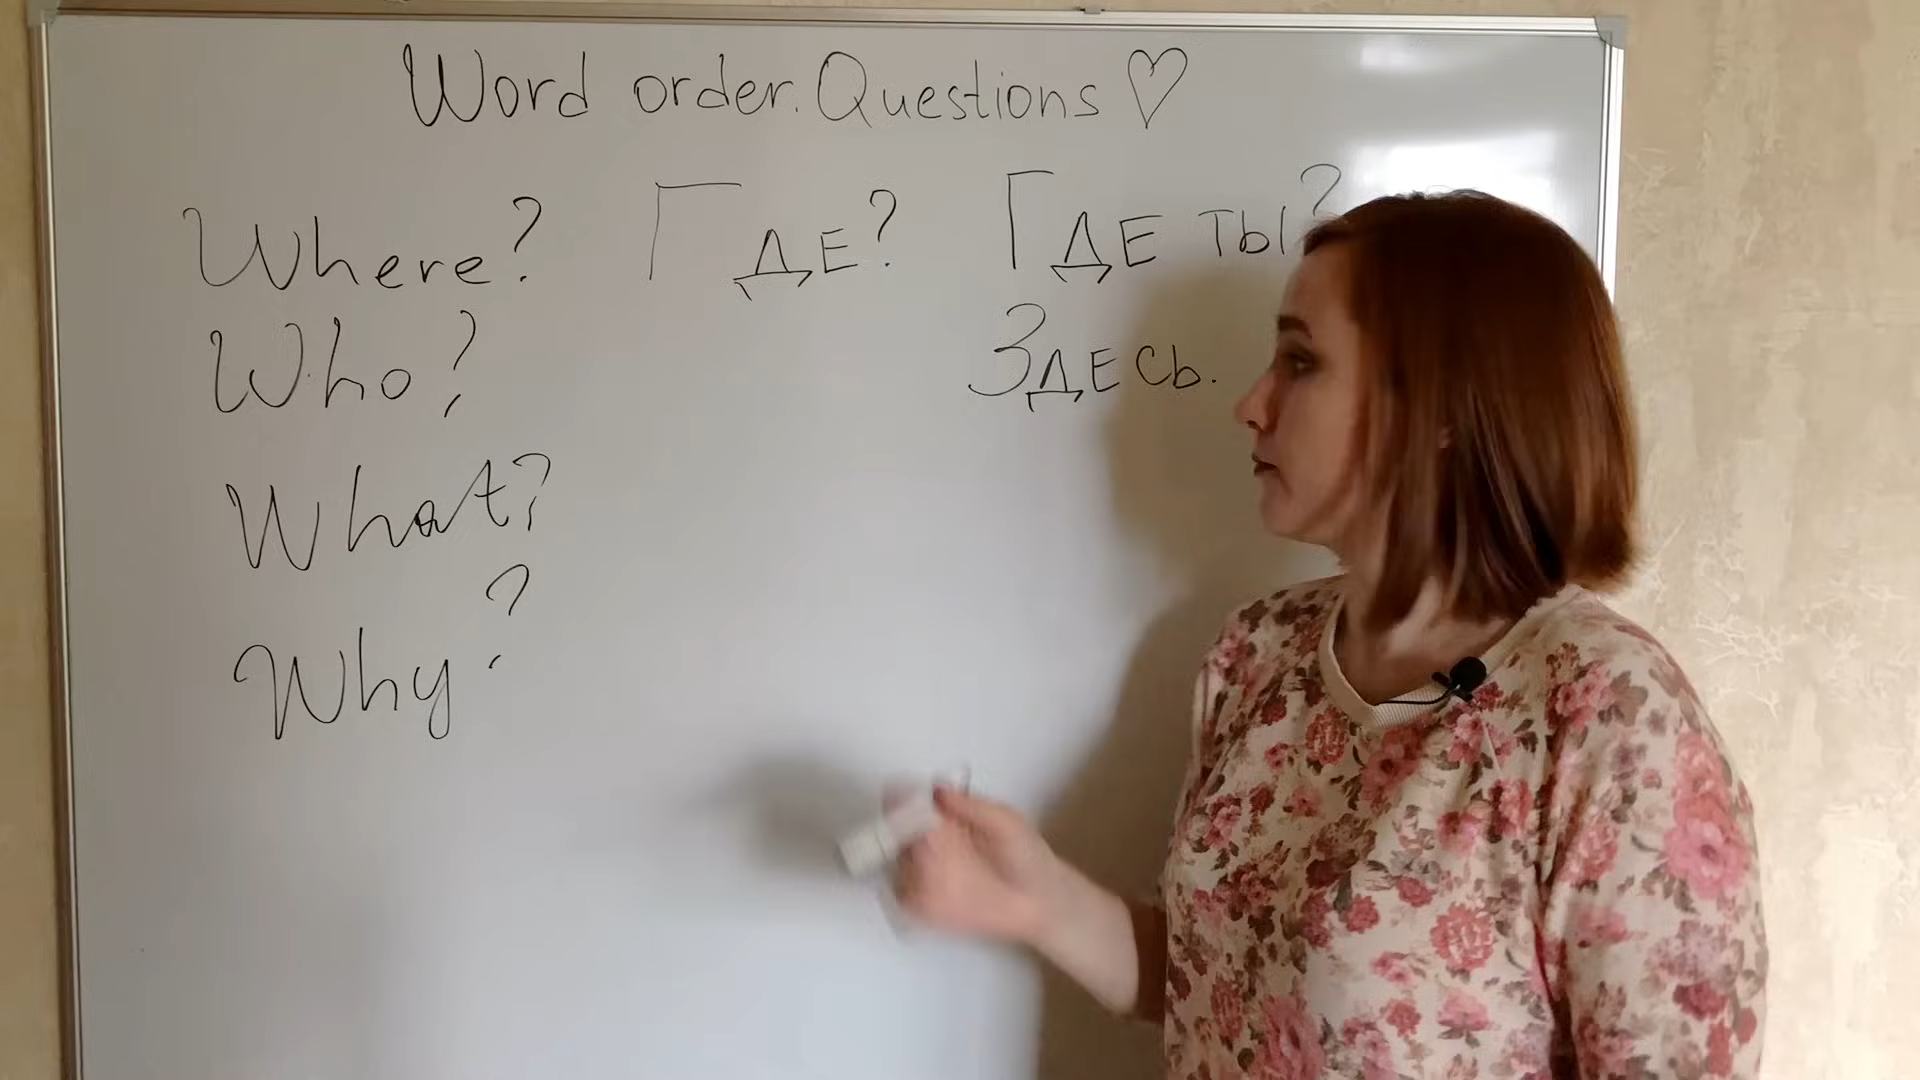 Word order. Questions ♡
Where? Где? Где ты?
Who? Здесь.
What?
Why?